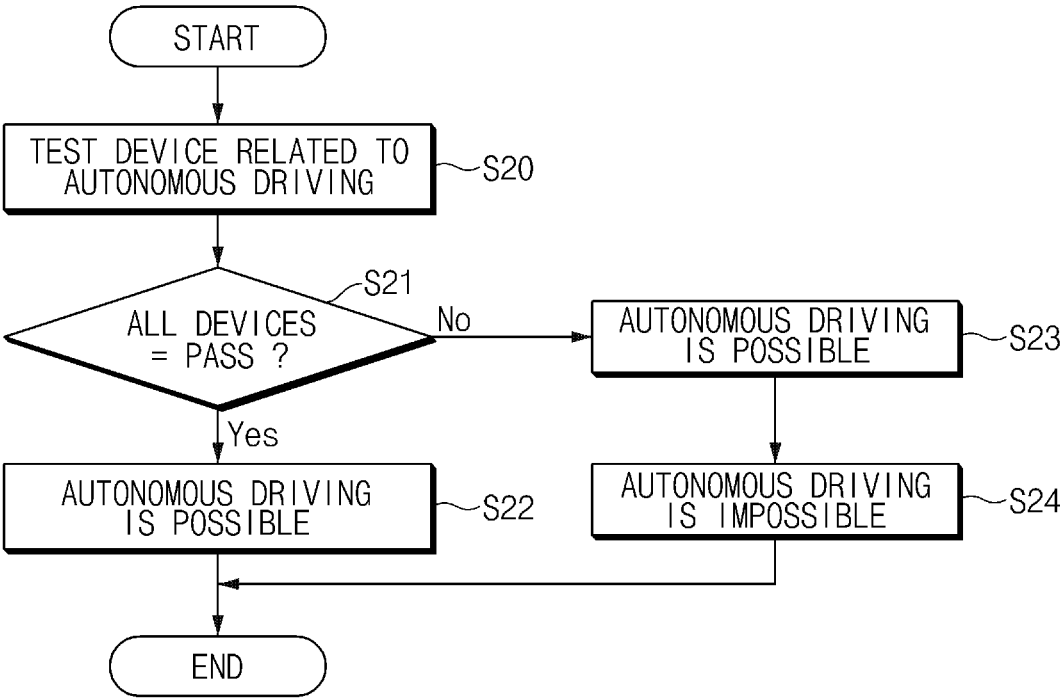 START
TEST DEVICE RELATED TO
AUTONOMOUS DRIVING
S20
S21
ALL DEVICES
= PASS ?
No
AUTONOMOUS DRIVING
IS POSSIBLE
S23
Yes
AUTONOMOUS DRIVING
IS POSSIBLE
S22
AUTONOMOUS DRIVING
IS IMPOSSIBLE
S24
END